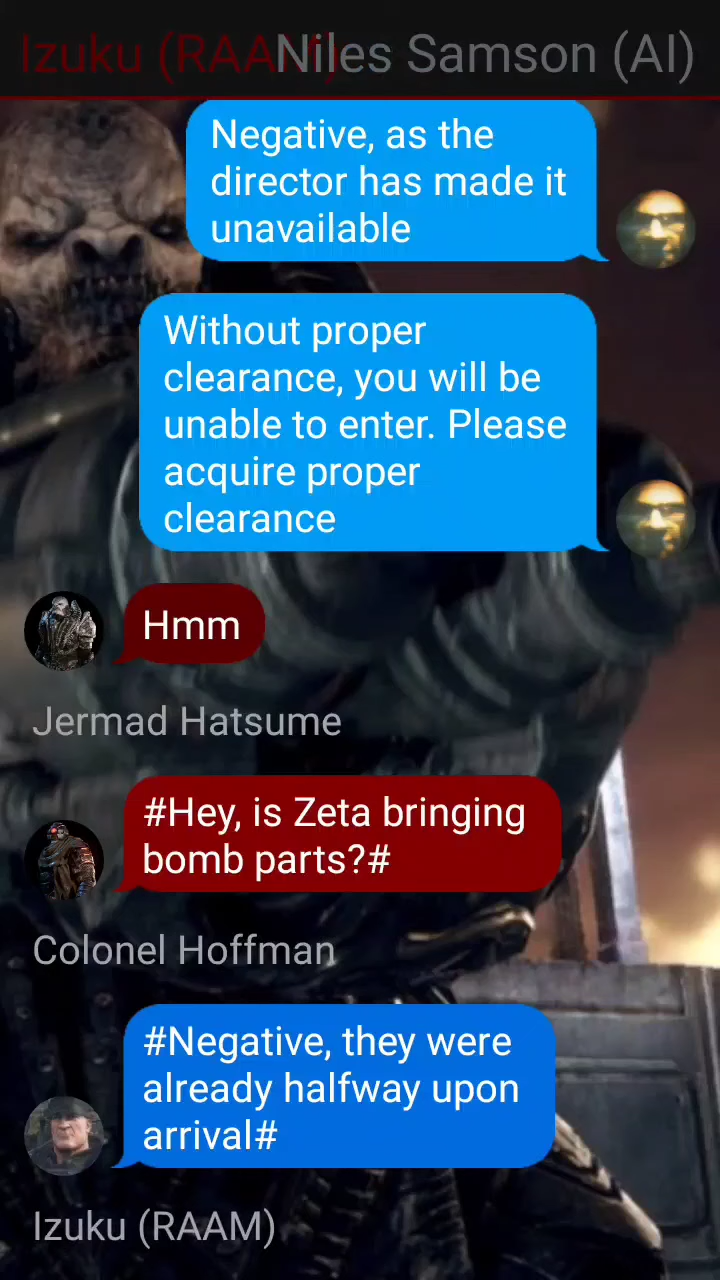 Izuku (RAAM)
Niles Samson (AI)
Negative, as the
director has made it
unavailable
Without proper
clearance, you will be
unable to enter. Please
acquire proper
clearance
Hmm
Jermad Hatsume
#Hey, is Zeta bringing
bomb parts?#
Colonel Hoffman
#Negative, they were
already halfway upon
arrival#
Izuku (RAAM)